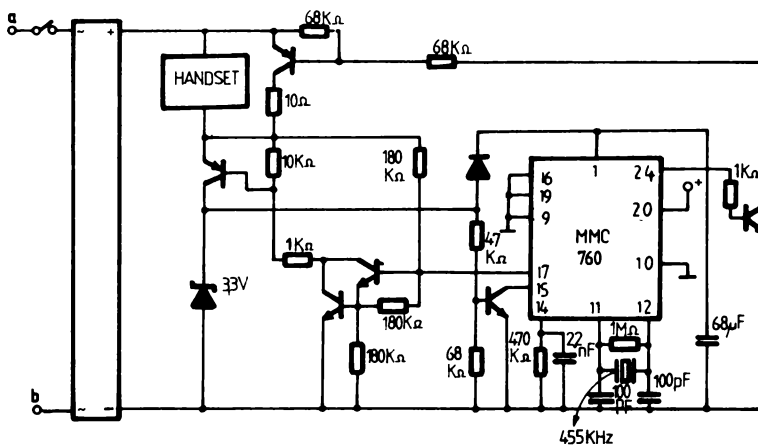 a
68KΩ
68KΩ
~
+
HANDSET
10Ω
10KΩ
180
KΩ
1
24
1KΩ
+
16
19
9
20
MMC
760
10
47
KΩ
1KΩ
17
15
14
11
12
3,3V
180KΩ
180KΩ
68
KΩ
470
KΩ
22
nF
1MΩ
68µF
100
PF
100pF
b
~
−
455KHz